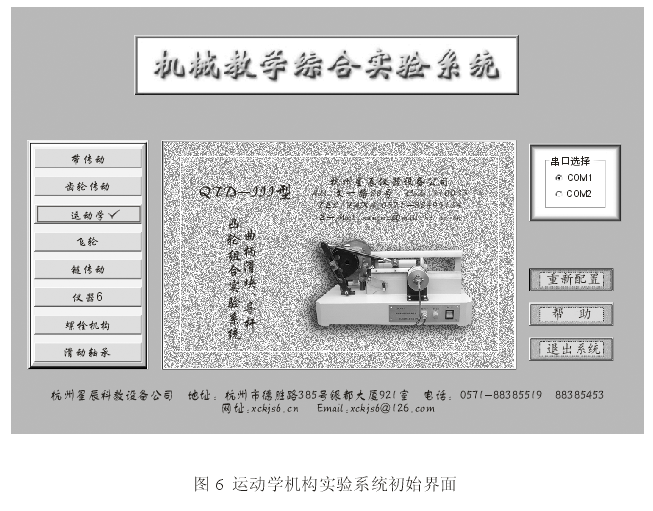 机械教学综合实验系统
带传动
齿轮传动
运动学✓
飞轮
链传动
仪器6
螺栓机构
滑动轴承
QTD-III型
杭州星辰仪器设备公司
曲柄滑块、导杆
凸轮组合实验系统
串口选择
COM1
COM2
重新配置
帮 助
退出系统
杭州星辰科教设备公司 地址：杭州市德胜路385号银都大厦921室 电话：0571-88385519 88385453
网址:xckjsb.cn Email:xckjsb@126.com
图 6 运动学机构实验系统初始界面